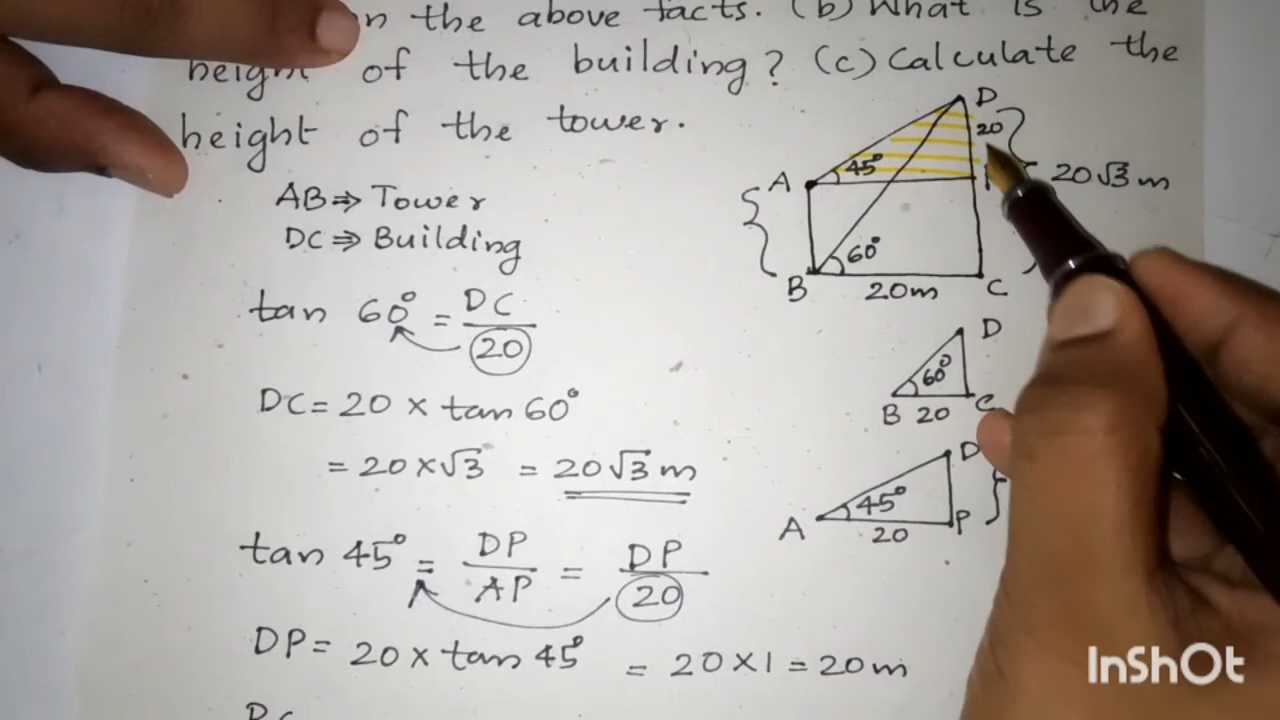 n the above facts. (b) What is the
height of the building? (c) Calculate the
height of the tower.
AB ⇒ Tower
DC ⇒ Building
tan 60° = DC / 20
DC = 20 × tan 60°
= 20 × √3 = 20√3 m
tan 45° = DP / AP = DP / 20
DP = 20 × tan 45° = 20 × 1 = 20 m
D
20
A 45° 20√3 m
60°
B 20m C
D
60°
B 20 C
D
45°
A 20 P
InShOt